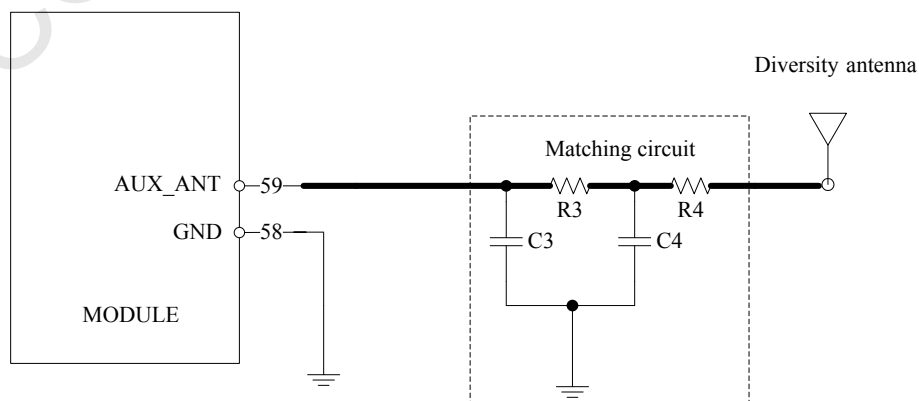 Diversity antenna
Matching circuit
AUX_ANT
59
R3
R4
GND
58
C3
C4
MODULE